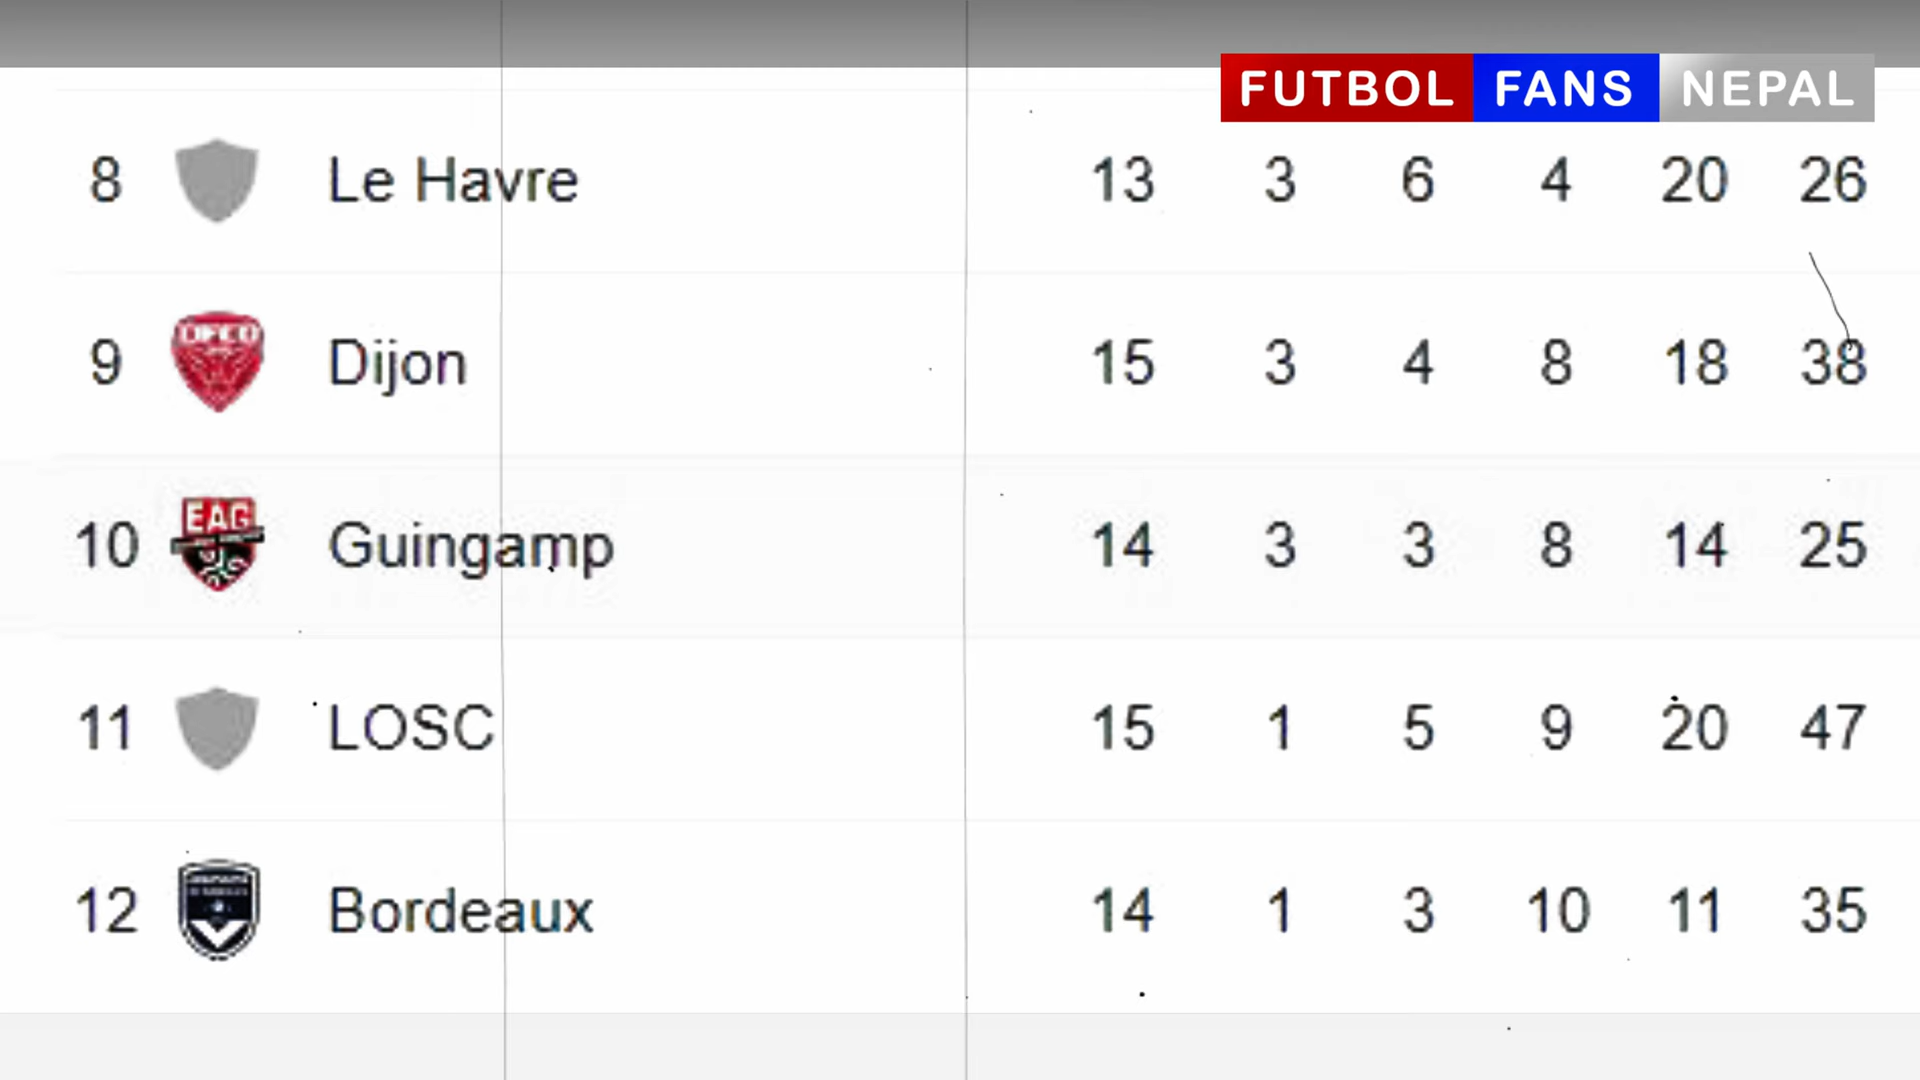 FUTBOL FANS NEPAL
8 Le Havre 13 3 6 4 20 26
DFCO
9 Dijon 15 3 4 8 18 38
EAG
10 Guingamp 14 3 3 8 14 25
11 LOSC 15 1 5 9 20 47
12 Bordeaux 14 1 3 10 11 35